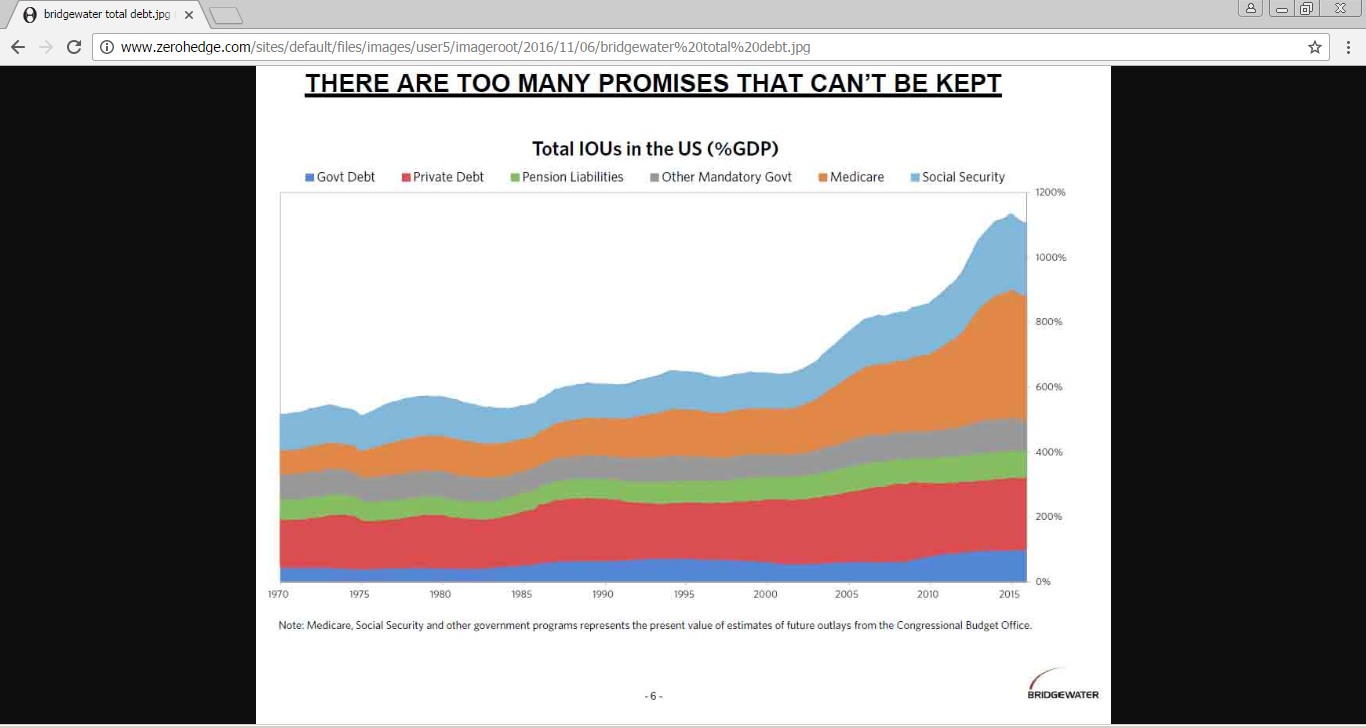 bridgewater total debt.jpg
www.zerohedge.com/sites/default/files/images/user5/imageroot/2016/11/06/bridgewater%20total%20debt.jpg
THERE ARE TOO MANY PROMISES THAT CAN'T BE KEPT
Total IOUs in the US (%GDP)
Govt Debt Private Debt Pension Liabilities Other Mandatory Govt Medicare Social Security
1200%
1000%
800%
600%
400%
200%
0%
1970 1975 1980 1985 1990 1995 2000 2005 2010 2015
Note: Medicare, Social Security and other government programs represents the present value of estimates of future outlays from the Congressional Budget Office.
- 6 -
BRIDGEWATER